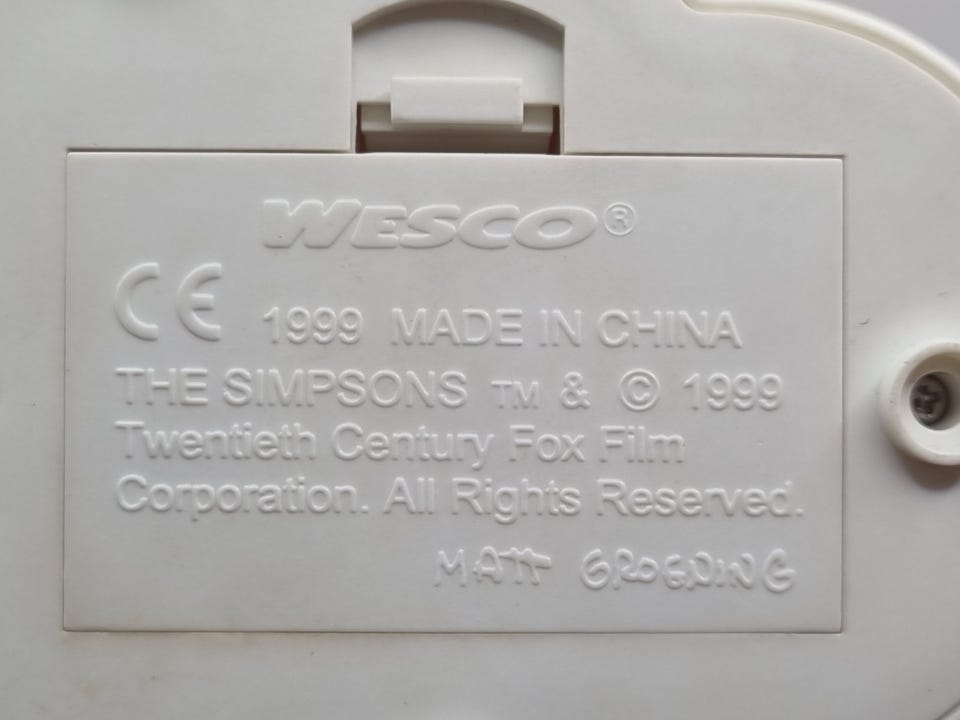 WESCO®
CE 1999 MADE IN CHINA
THE SIMPSONS TM & © 1999
Twentieth Century Fox Film
Corporation. All Rights Reserved.
MATT GROENING